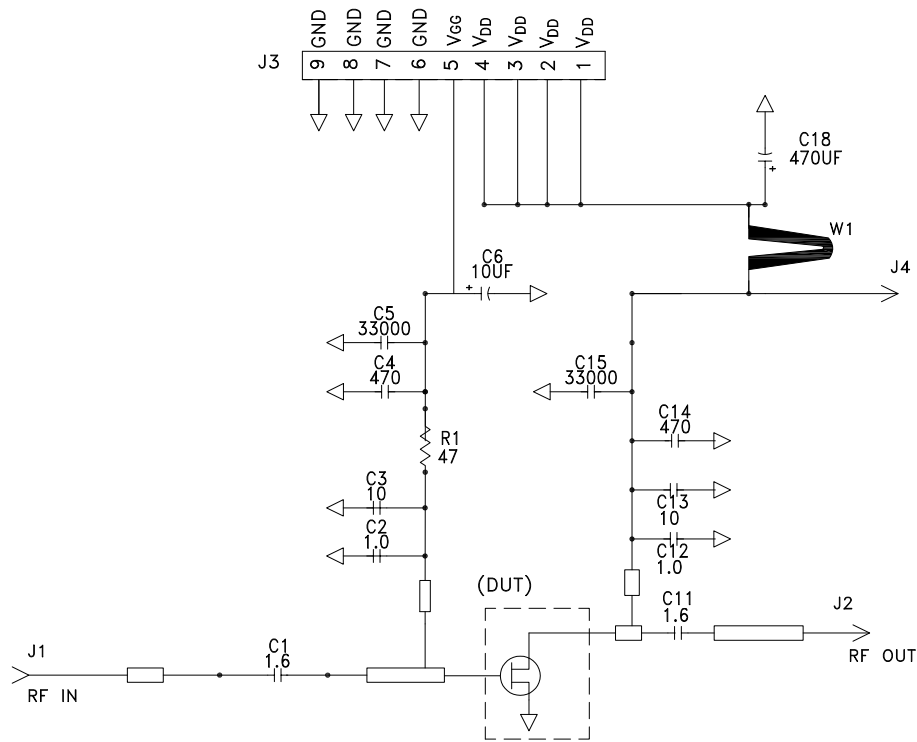 GND
GND
GND
GND
VGG
VDD
VDD
VDD
VDD
J3
9
8
7
6
5
4
3
2
1
C18
470UF
+
W1
C6
10UF
+
J4
C5
33000
C4
470
C15
33000
C14
470
R1
47
C3
10
C13
10
C2
1.0
C12
1.0
(DUT)
C11
1.6
J2
RF OUT
J1
C1
1.6
RF IN